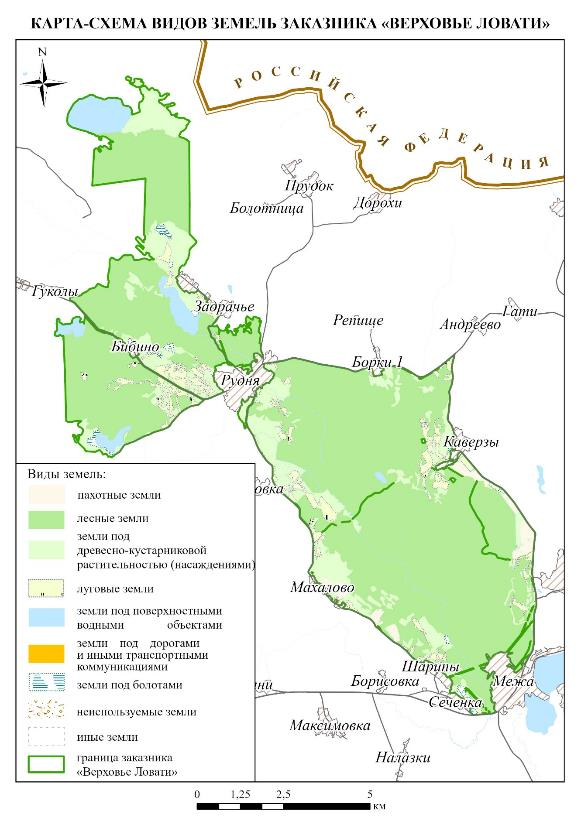 КАРТА-СХЕМА ВИДОВ ЗЕМЕЛЬ ЗАКАЗНИКА «ВЕРХОВЬЕ ЛОВАТИ»
N
РОССИЙСКАЯ ФЕДЕРАЦИЯ
Прудок
Болотница
Дорохи
Гуколы
Задрачье
Репище
Андреево
Гати
Бибино
Борки 1
Рудня
Каверзы
овка
Махалово
Шарипы
Борисовка
Межа
ни
Сеченка
Максимовка
Налазки
Виды земель:
пахотные земли
лесные земли
земли под
древесно-кустарниковой
растительностью (насаждениями)
луговые земли
земли под поверхностными
водными объектами
земли под дорогами
и иными транспортными
коммуникациями
земли под болотами
неиспользуемые земли
иные земли
граница заказника
«Верховье Ловати»
0 1,25 2,5 5
км